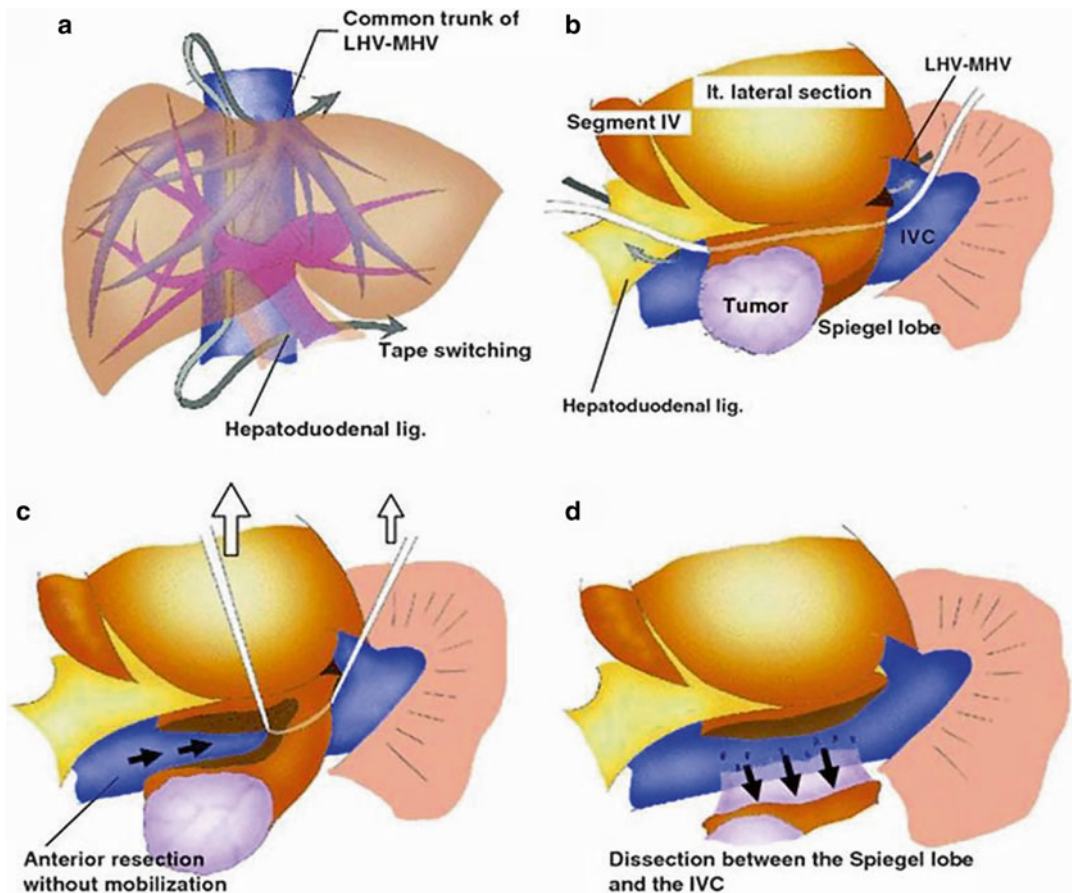 a
Common trunk of
LHV-MHV
Tape switching
Hepatoduodenal lig.
b
LHV-MHV
lt. lateral section
Segment IV
IVC
Tumor
Spiegel lobe
Hepatoduodenal lig.
c
Anterior resection
without mobilization
d
Dissection between the Spiegel lobe
and the IVC